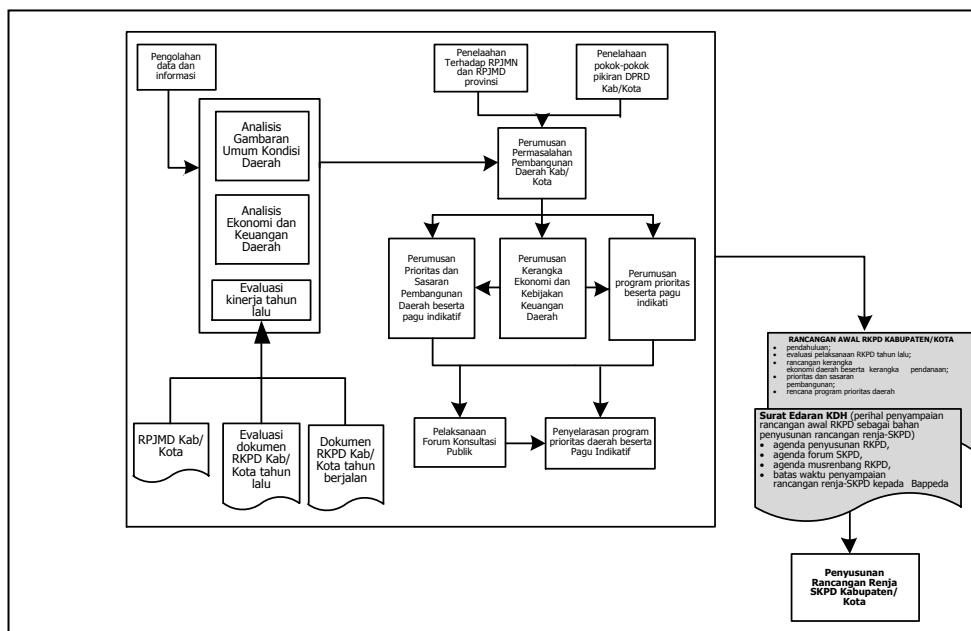 Pengolahan
data dan
informasi
Penelaahan
Terhadap RPJMN
dan RPJMD
provinsi
Penelahaan
pokok-pokok
pikiran DPRD
Kab/Kota
Analisis
Gambaran
Umum Kondisi
Daerah
Analisis
Ekonomi dan
Keuangan
Daerah
Evaluasi
kinerja tahun
lalu
Perumusan
Permasalahan
Pembangunan
Daerah Kab/
Kota
Perumusan
Prioritas dan
Sasaran
Pembangunan
Daerah beserta
pagu indikatif
Perumusan
Kerangka
Ekonomi dan
Kebijakan
Keuangan
Daerah
Perumusan
program prioritas
beserta pagu
indikati
RPJMD Kab/
Kota
Evaluasi
dokumen
RKPD Kab/
Kota tahun
lalu
Dokumen
RKPD Kab/
Kota tahun
berjalan
Pelaksanaan
Forum Konsultasi
Publik
Penyelarasan program
prioritas daerah beserta
Pagu Indikatif
RANCANGAN AWAL RKPD KABUPATEN/KOTA
• pendahuluan;
• evaluasi pelaksanaan RKPD tahun lalu;
• rancangan kerangka
ekonomi daerah beserta kerangka pendanaan;
• prioritas dan sasaran
pembangunan;
• rencana program prioritas daerah
Surat Edaran KDH (perihal penyampaian
rancangan awal RKPD sebagai bahan
penyusunan rancangan renja-SKPD)
• agenda penyusunan RKPD,
• agenda forum SKPD,
• agenda musrenbang RKPD,
• batas waktu penyampaian
rancangan renja-SKPD kepada Bappeda
Penyusunan
Rancangan Renja
SKPD Kabupaten/
Kota